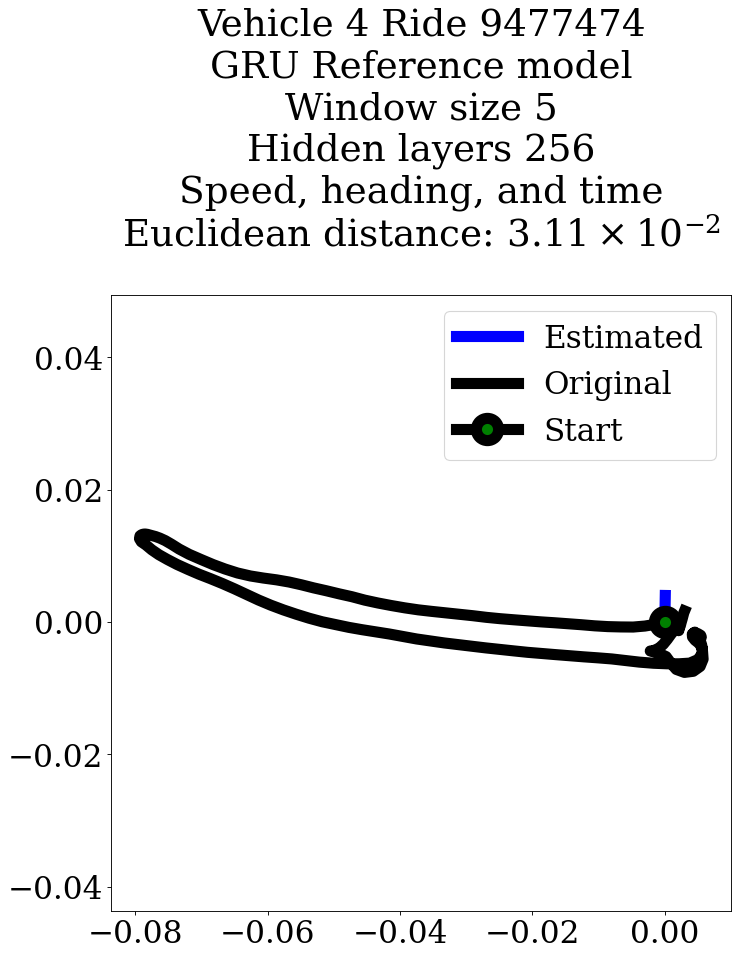 Vehicle 4 Ride 9477474
GRU Reference model
Window size 5
Hidden layers 256
Speed, heading, and time
Euclidean distance: 3.11 × 10⁻²
Estimated
Original
Start
0.04
0.02
0.00
−0.02
−0.04
−0.08 −0.06 −0.04 −0.02 0.00